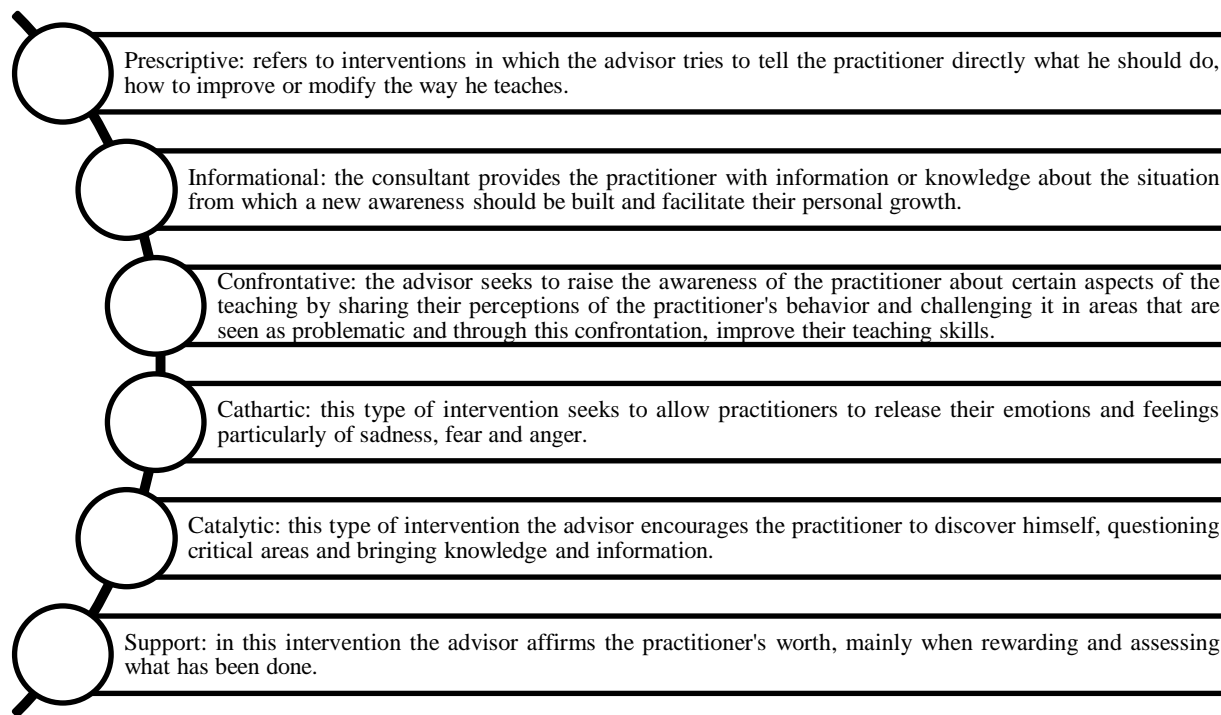 Prescriptive: refers to interventions in which the advisor tries to tell the practitioner directly what he should do,
how to improve or modify the way he teaches.
Informational: the consultant provides the practitioner with information or knowledge about the situation
from which a new awareness should be built and facilitate their personal growth.
Confrontative: the advisor seeks to raise the awareness of the practitioner about certain aspects of the
teaching by sharing their perceptions of the practitioner's behavior and challenging it in areas that are
seen as problematic and through this confrontation, improve their teaching skills.
Cathartic: this type of intervention seeks to allow practitioners to release their emotions and feelings
particularly of sadness, fear and anger.
Catalytic: this type of intervention the advisor encourages the practitioner to discover himself, questioning
critical areas and bringing knowledge and information.
Support: in this intervention the advisor affirms the practitioner's worth, mainly when rewarding and assessing
what has been done.